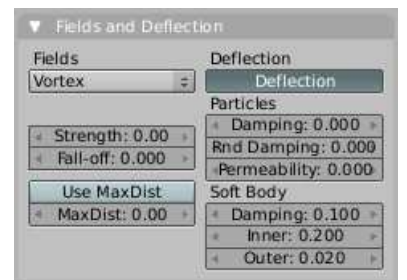 Fields and Deflection
Fields
Vortex
Strength: 0.00
Fall-off: 0.000
Use MaxDist
MaxDist: 0.00
Deflection
Deflection
Particles
Damping: 0.000
Rnd Damping: 0.000
Permeability: 0.000
Soft Body
Damping: 0.100
Inner: 0.200
Outer: 0.020